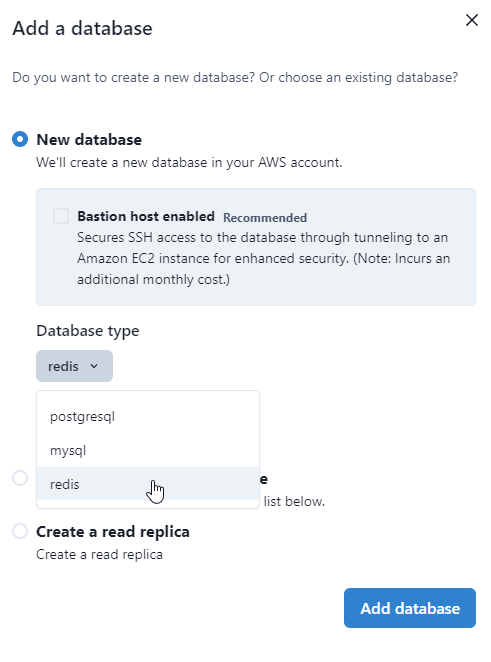 Add a database
Do you want to create a new database? Or choose an existing database?
New database
We'll create a new database in your AWS account.
Bastion host enabled Recommended
Secures SSH access to the database through tunneling to an
Amazon EC2 instance for enhanced security. (Note: Incurs an
additional monthly cost.)
Database type
redis
postgresql
mysql
redis
e
list below.
Create a read replica
Create a read replica
Add database